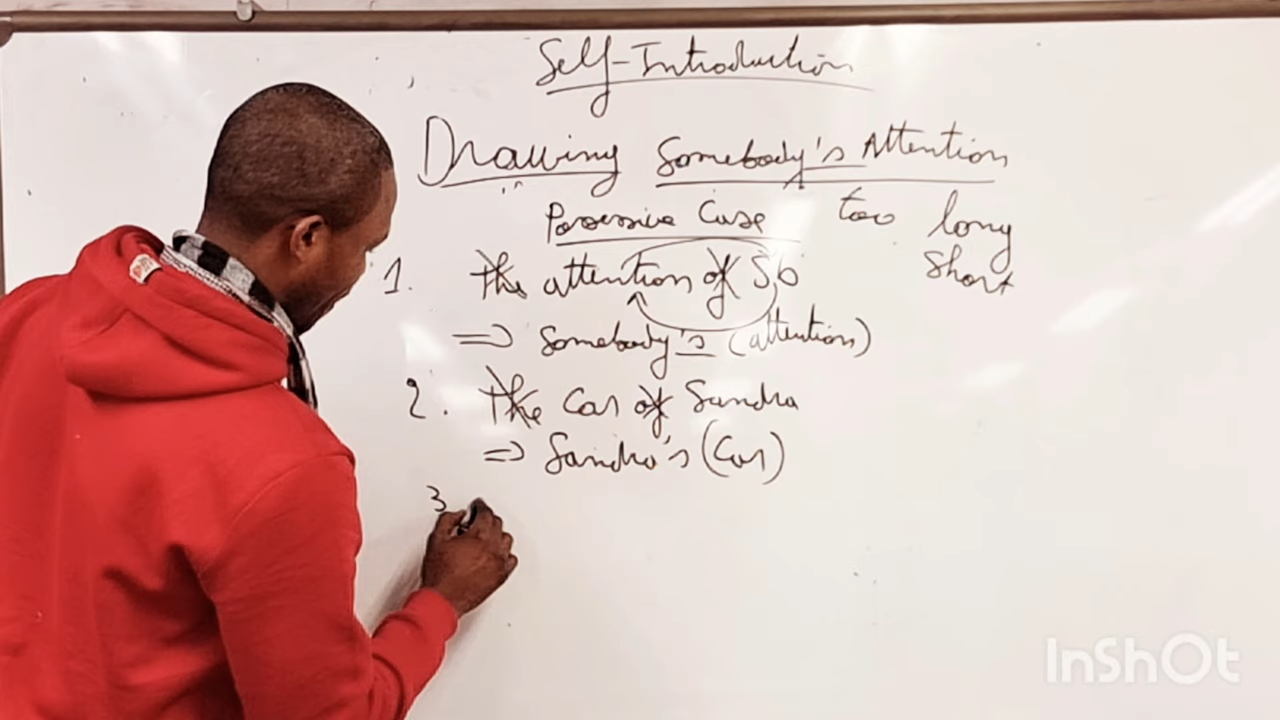 Self-Introduction
Drawing Somebody's Attention
Possessive Case too long
short
1. The attention of Sb
=> Somebody's (attention)
2. The Car of Sandra
=> Sandra's (Car)
3
InShOt